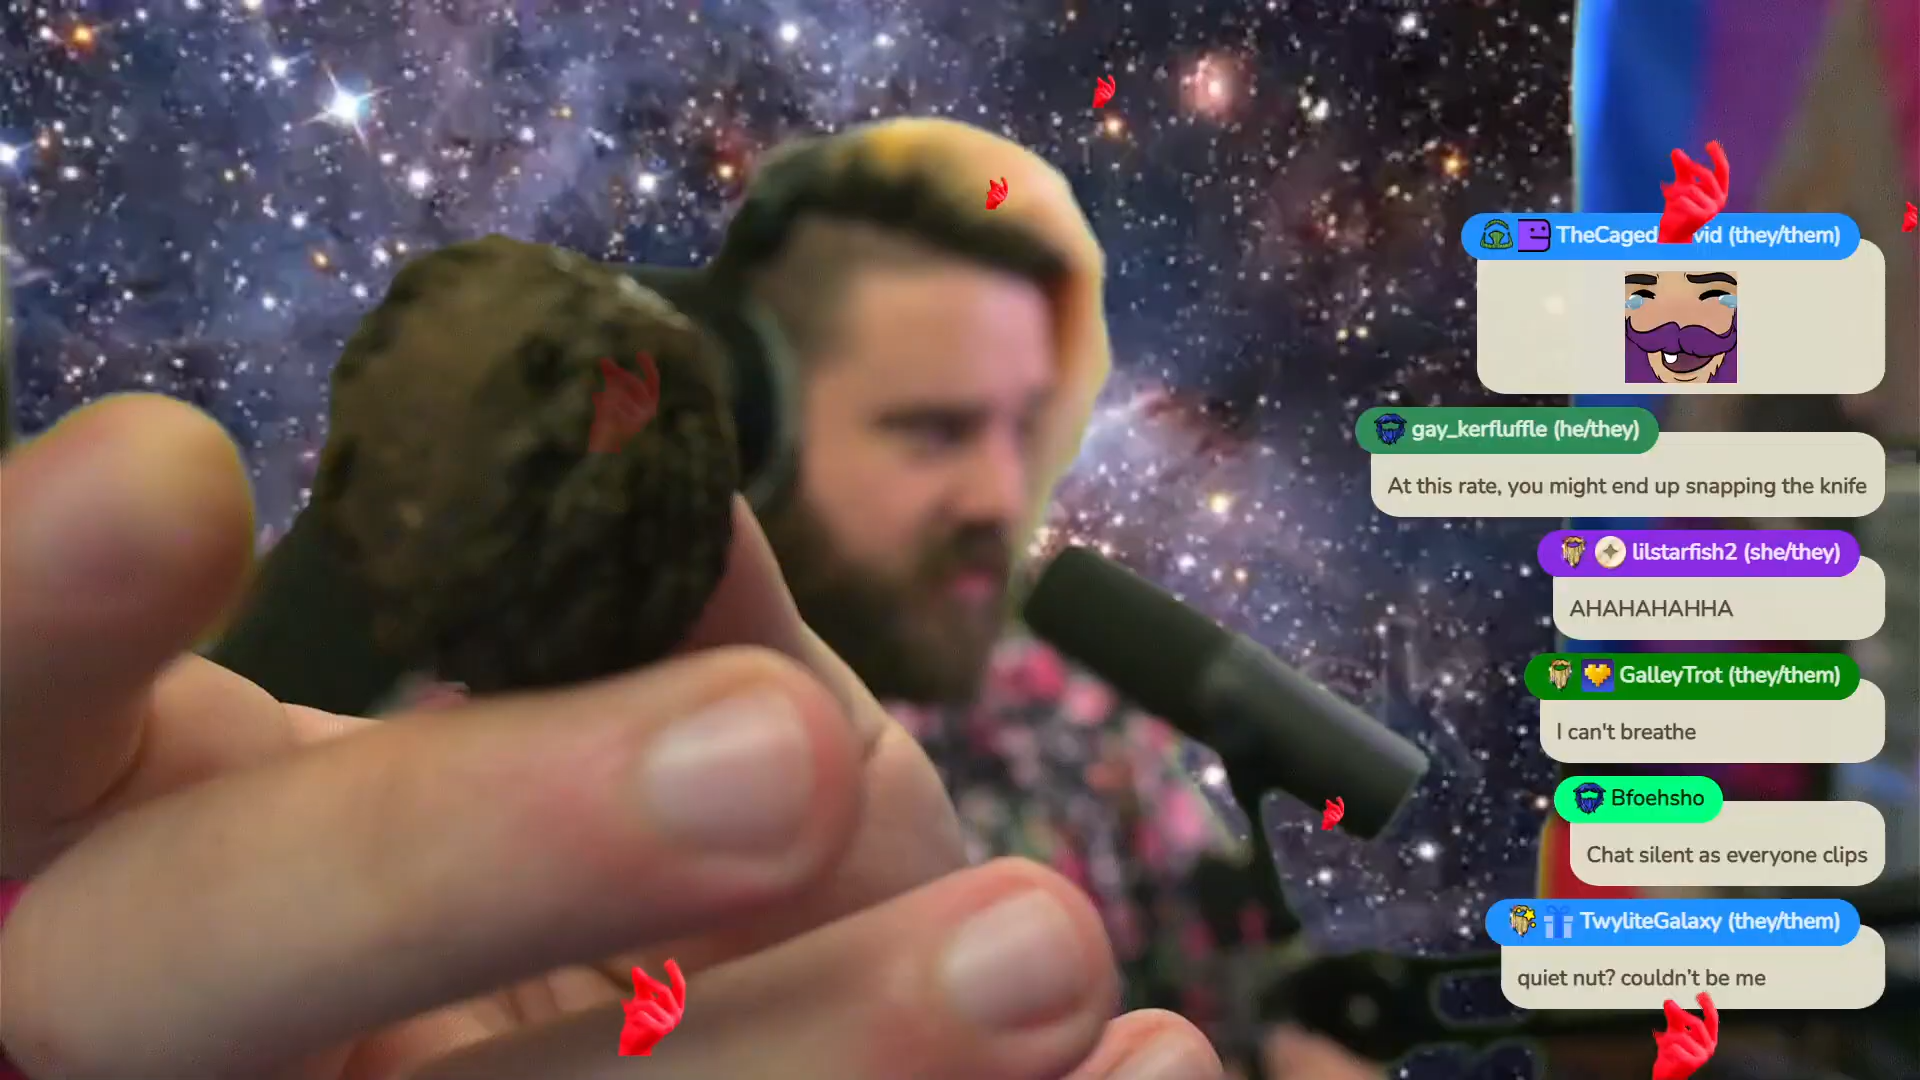 TheCaged vid (they/them)
gay_kerfluffle (he/they)
At this rate, you might end up snapping the knife
lilstarfish2 (she/they)
AHAHAHAHHA
GalleyTrot (they/them)
I can't breathe
Bfoehsho
Chat silent as everyone clips
TwyliteGalaxy (they/them)
quiet nut? couldn't be me